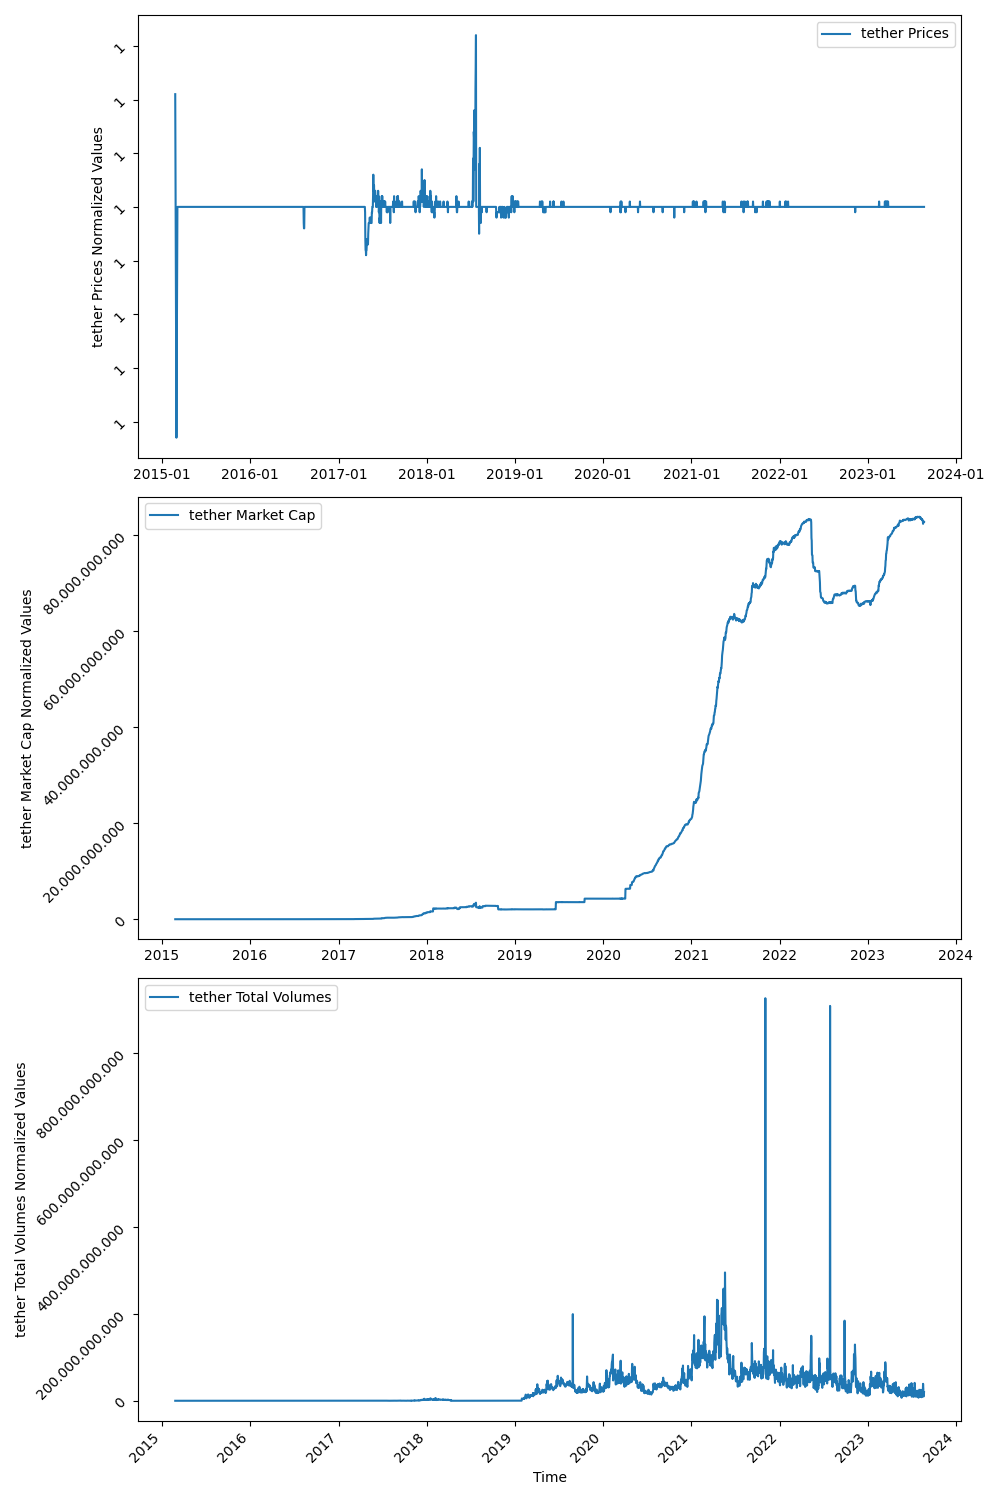 tether Prices
tether Prices Normalized Values
1
1
1
1
1
1
1
1
2015-01 2016-01 2017-01 2018-01 2019-01 2020-01 2021-01 2022-01 2023-01 2024-01
tether Market Cap
tether Market Cap Normalized Values
80.000.000.000
60.000.000.000
40.000.000.000
20.000.000.000
0
2015 2016 2017 2018 2019 2020 2021 2022 2023 2024
tether Total Volumes
tether Total Volumes Normalized Values
800.000.000.000
600.000.000.000
400.000.000.000
200.000.000.000
0
2015 2016 2017 2018 2019 2020 2021 2022 2023 2024
Time